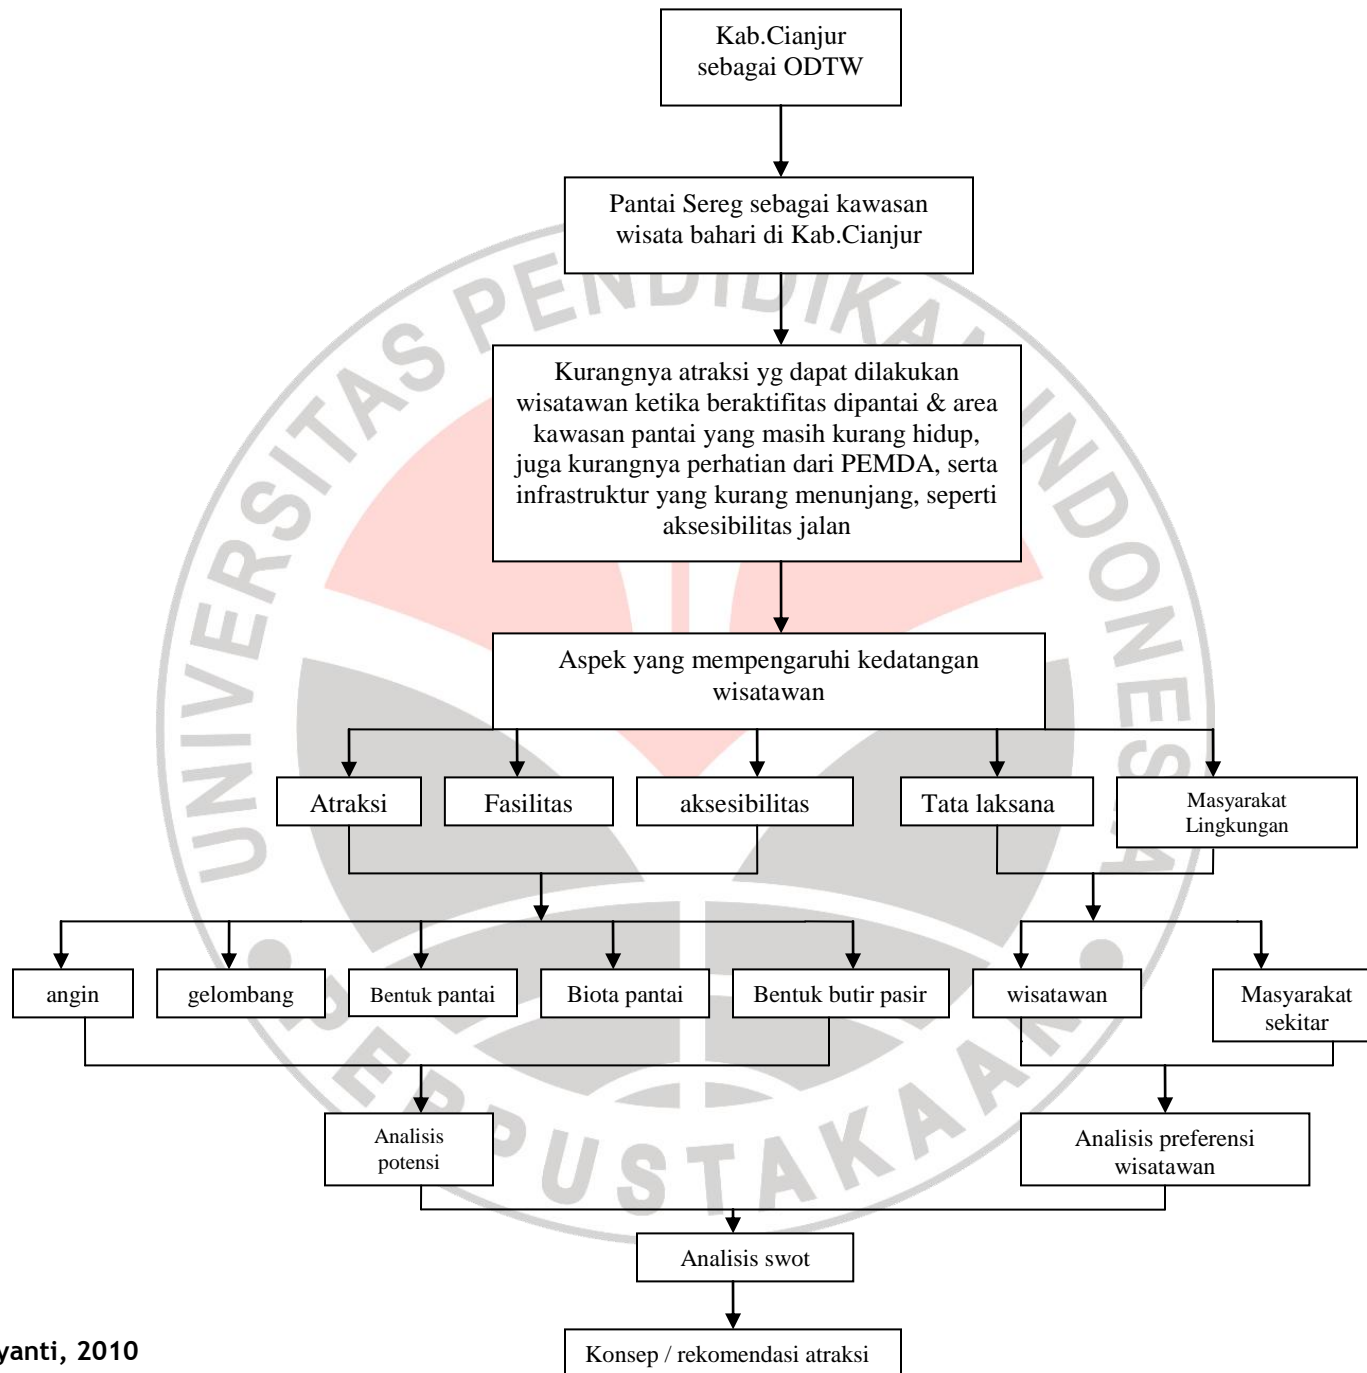 Kab.Cianjur
sebagai ODTW
Pantai Sereg sebagai kawasan
wisata bahari di Kab.Cianjur
Kurangnya atraksi yg dapat dilakukan
wisatawan ketika beraktifitas dipantai & area
kawasan pantai yang masih kurang hidup,
juga kurangnya perhatian dari PEMDA, serta
infrastruktur yang kurang menunjang, seperti
aksesibilitas jalan
Aspek yang mempengaruhi kedatangan
wisatawan
Atraksi
Fasilitas
aksesibilitas
Tata laksana
Masyarakat
Lingkungan
angin
gelombang
Bentuk pantai
Biota pantai
Bentuk butir pasir
wisatawan
Masyarakat
sekitar
Analisis
potensi
Analisis preferensi
wisatawan
Analisis swot
Konsep / rekomendasi atraksi
yanti, 2010
UNIVERSITAS PENDIDIKAN INDONESIA
PERPUSTAKAAN